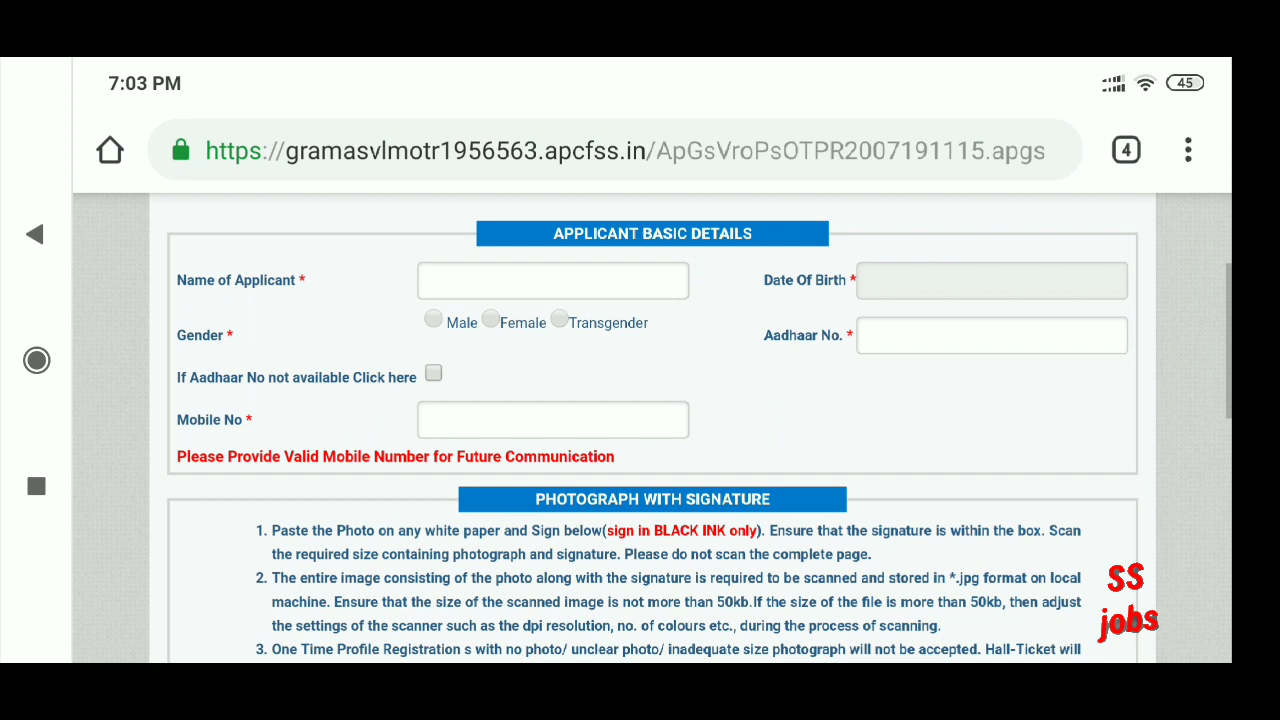 7:03 PM
45
https://gramasvlmotr1956563.apcfss.in/ApGsVroPsOTPR2007191115.apgs
4
APPLICANT BASIC DETAILS
Name of Applicant *
Date Of Birth *
Male Female Transgender
Gender *
Aadhaar No. *
If Aadhaar No not available Click here
Mobile No *
Please Provide Valid Mobile Number for Future Communication
PHOTOGRAPH WITH SIGNATURE
1. Paste the Photo on any white paper and Sign below(sign in BLACK INK only). Ensure that the signature is within the box. Scan
the required size containing photograph and signature. Please do not scan the complete page.
2. The entire image consisting of the photo along with the signature is required to be scanned and stored in *.jpg format on local
machine. Ensure that the size of the scanned image is not more than 50kb.If the size of the file is more than 50kb, then adjust
the settings of the scanner such as the dpi resolution, no. of colours etc., during the process of scanning.
3. One Time Profile Registration s with no photo/ unclear photo/ inadequate size photograph will not be accepted. Hall-Ticket will
SS
jobs